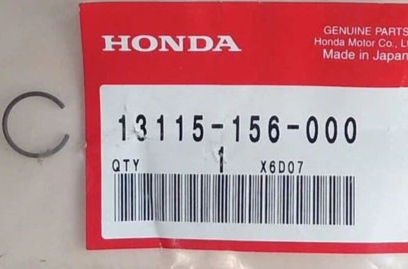 HONDA
GENUINE PARTS
Honda Motor Co., L
Made in Japan
13115-156-000
QTY 1 X6D07